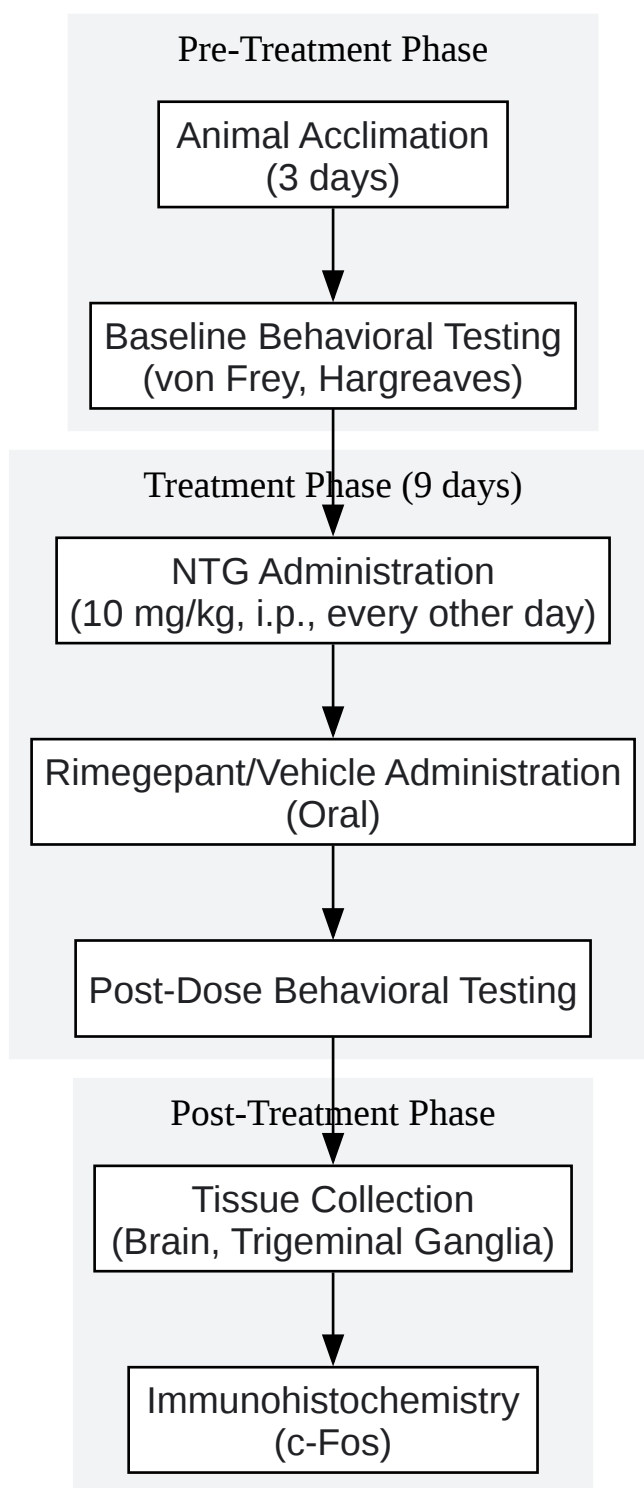 Pre-Treatment Phase
Animal Acclimation
(3 days)
Baseline Behavioral Testing
(von Frey, Hargreaves)
Treatment Phase (9 days)
NTG Administration
(10 mg/kg, i.p., every other day)
Rimegepant/Vehicle Administration
(Oral)
Post-Dose Behavioral Testing
Post-Treatment Phase
Tissue Collection
(Brain, Trigeminal Ganglia)
Immunohistochemistry
(c-Fos)